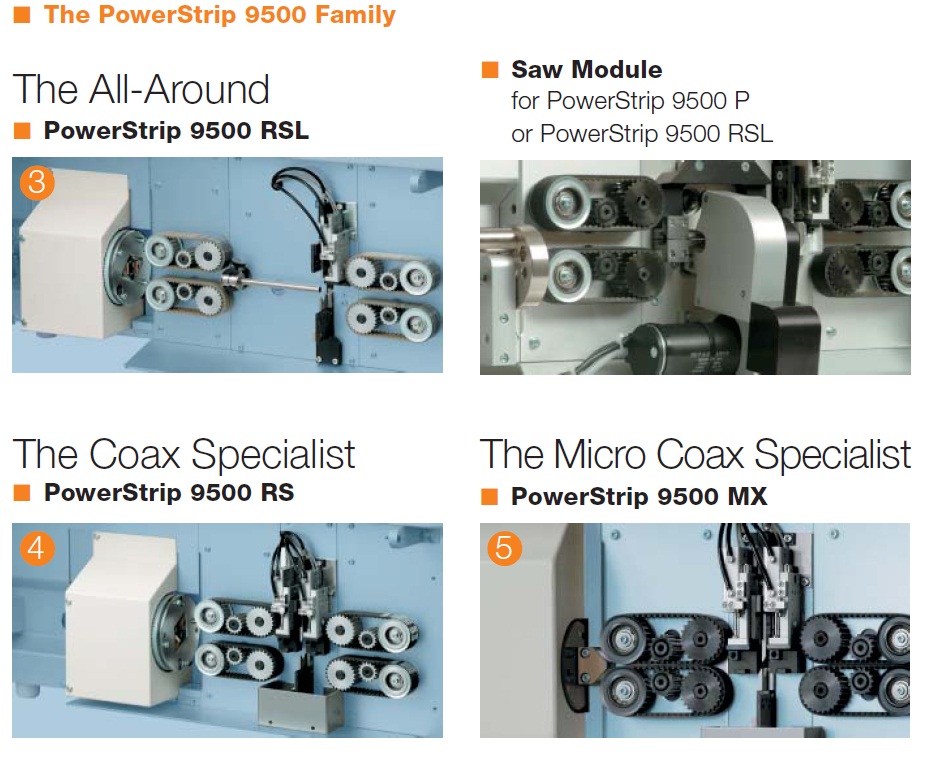 The PowerStrip 9500 Family
The All-Around
PowerStrip 9500 RSL
3
Saw Module
for PowerStrip 9500 P
or PowerStrip 9500 RSL
The Coax Specialist
PowerStrip 9500 RS
4
The Micro Coax Specialist
PowerStrip 9500 MX
5